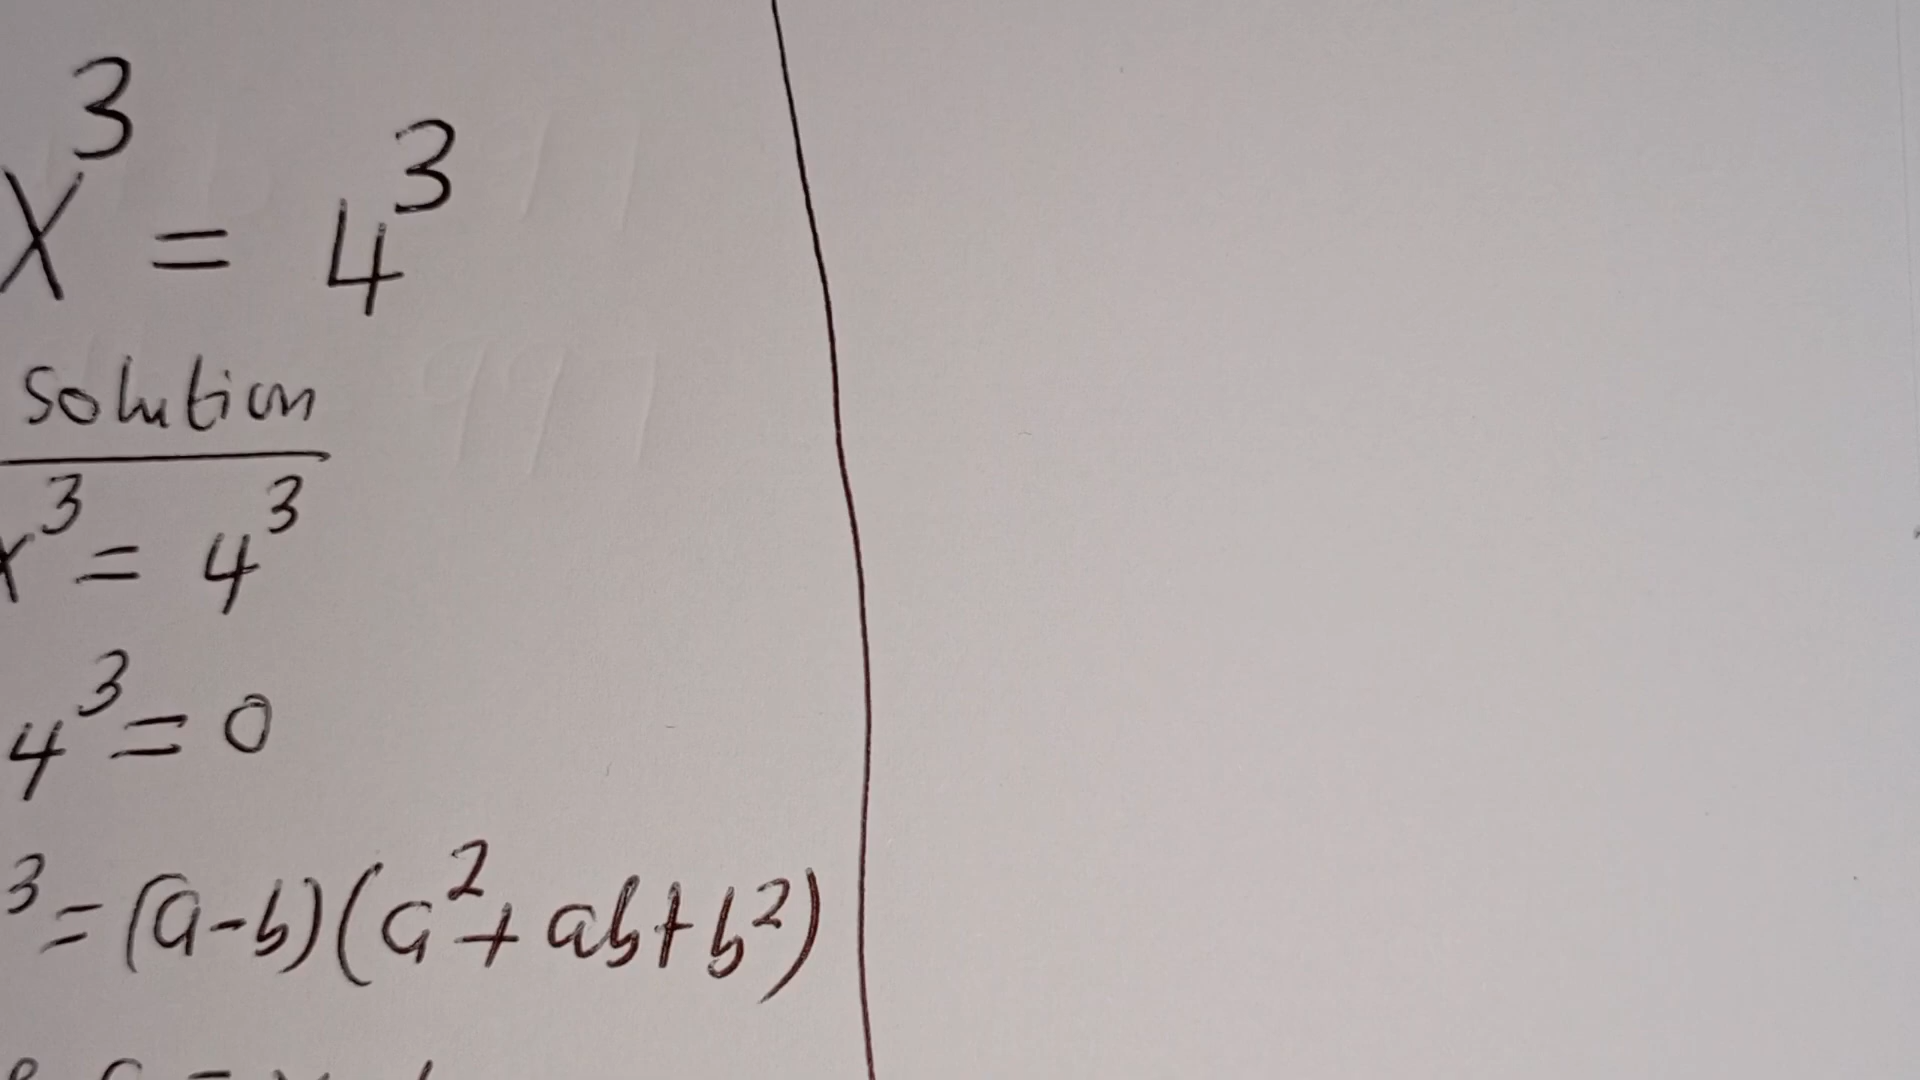 X³ = 4³
Solution
x³ = 4³
4³ = 0
³ = (a-b)(a² + ab + b²)